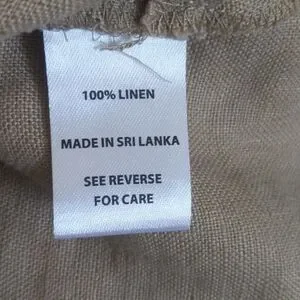 100% LINEN
MADE IN SRI LANKA
SEE REVERSE
FOR CARE